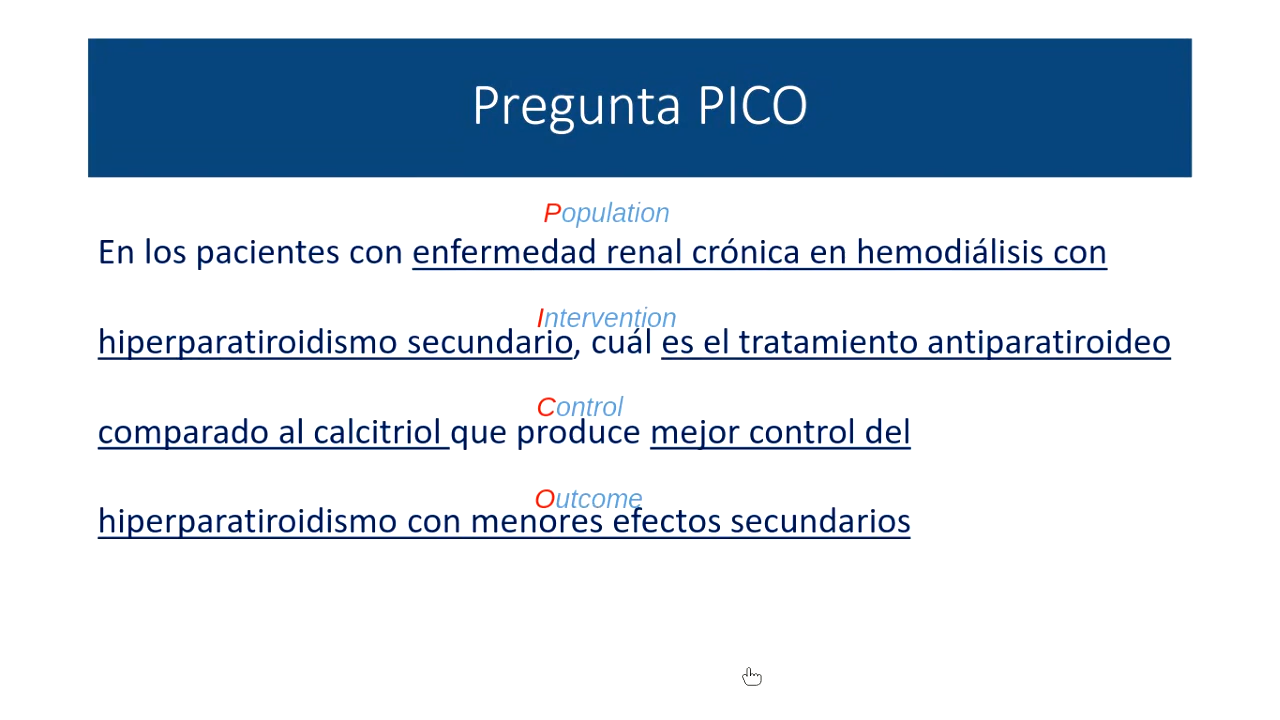 Pregunta PICO
Population
En los pacientes con enfermedad renal crónica en hemodiálisis con
Intervention
hiperparatiroidismo secundario, cuál es el tratamiento antiparatiroideo
Control
comparado al calcitriol que produce mejor control del
Outcome
hiperparatiroidismo con menores efectos secundarios